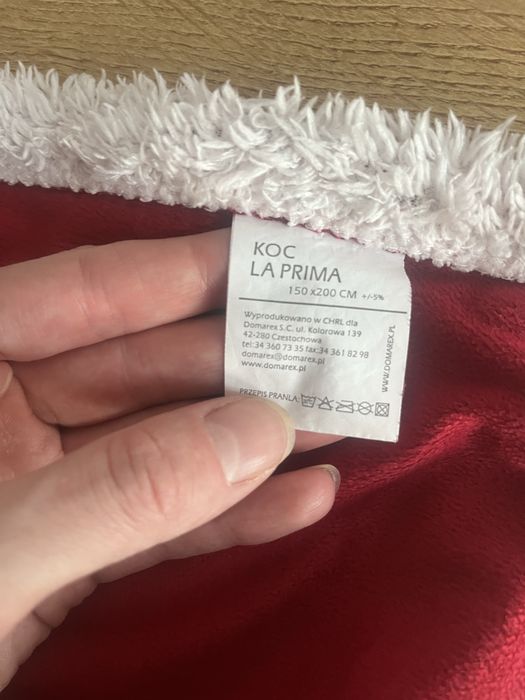 KOC
LA PRIMA
150 x200 CM +/-5%
Wyprodukowano w CHRL dla
Domarex S.C. ul. Kolorowa 139
42-280 Częstochowa
tel:34 360 73 35 fax:34 361 82 98
domarex@domarex.pl
www.domarex.pl
WWW.DOMAREX.PL
PRZEPIS PRANIA: